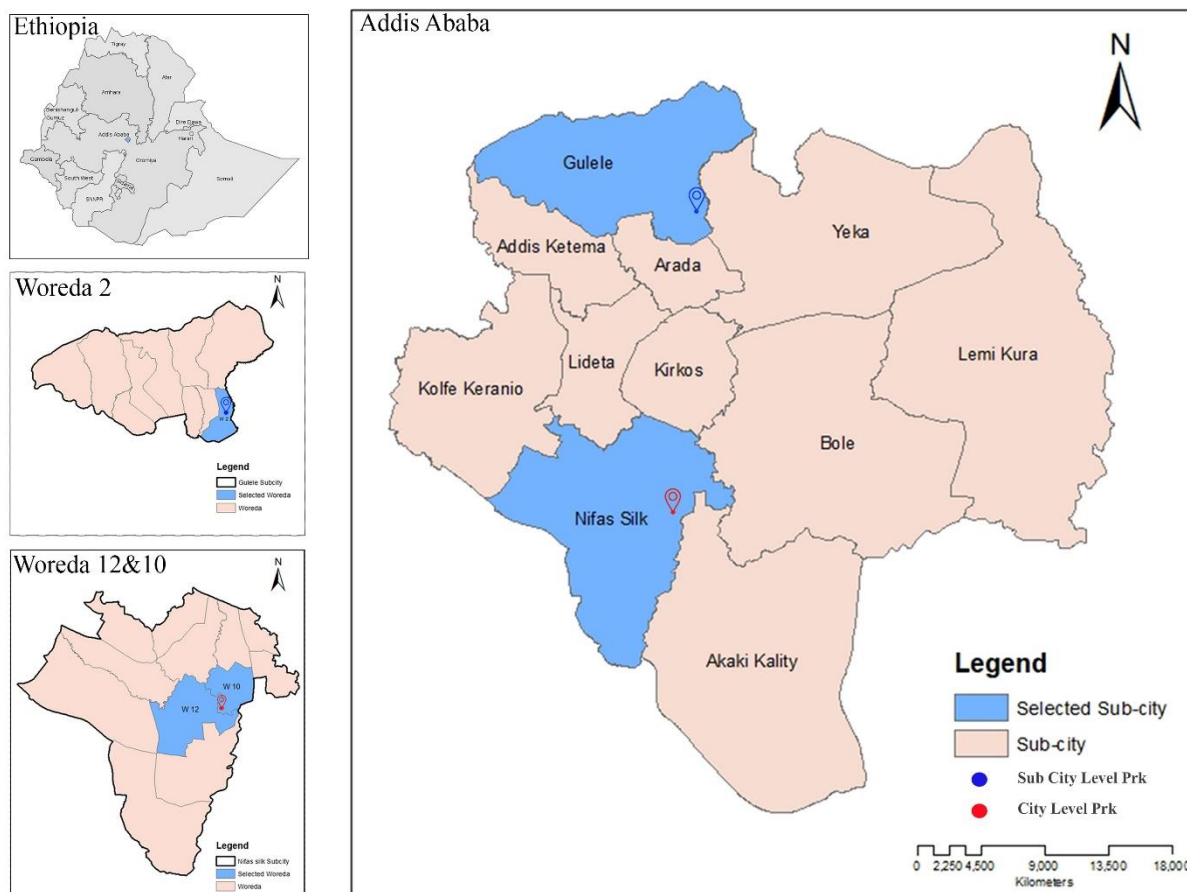 Ethiopia
Tigray
Afar
Amhara
Benishangul
Gumuz
Dire Dawa
Harari
Addis Ababa
Oromiya
Gambella
South West
Somali
SNNPR
Woreda 2
N
W 2
Legend
Gulele Subcity
Selected Woreda
Woreda
Woreda 12&10
N
W 10
W 12
Legend
Nifas silk Subcity
Selected Woreda
Woreda
Addis Ababa
N
Gulele
Yeka
Addis Ketema
Arada
Lemi Kura
Lideta
Kirkos
Kolfe Keranio
Bole
Nifas Silk
Akaki Kality
Legend
Selected Sub-city
Sub-city
Sub City Level Prk
City Level Prk
0 2,250 4,500 9,000 13,500 18,000
Kilometers